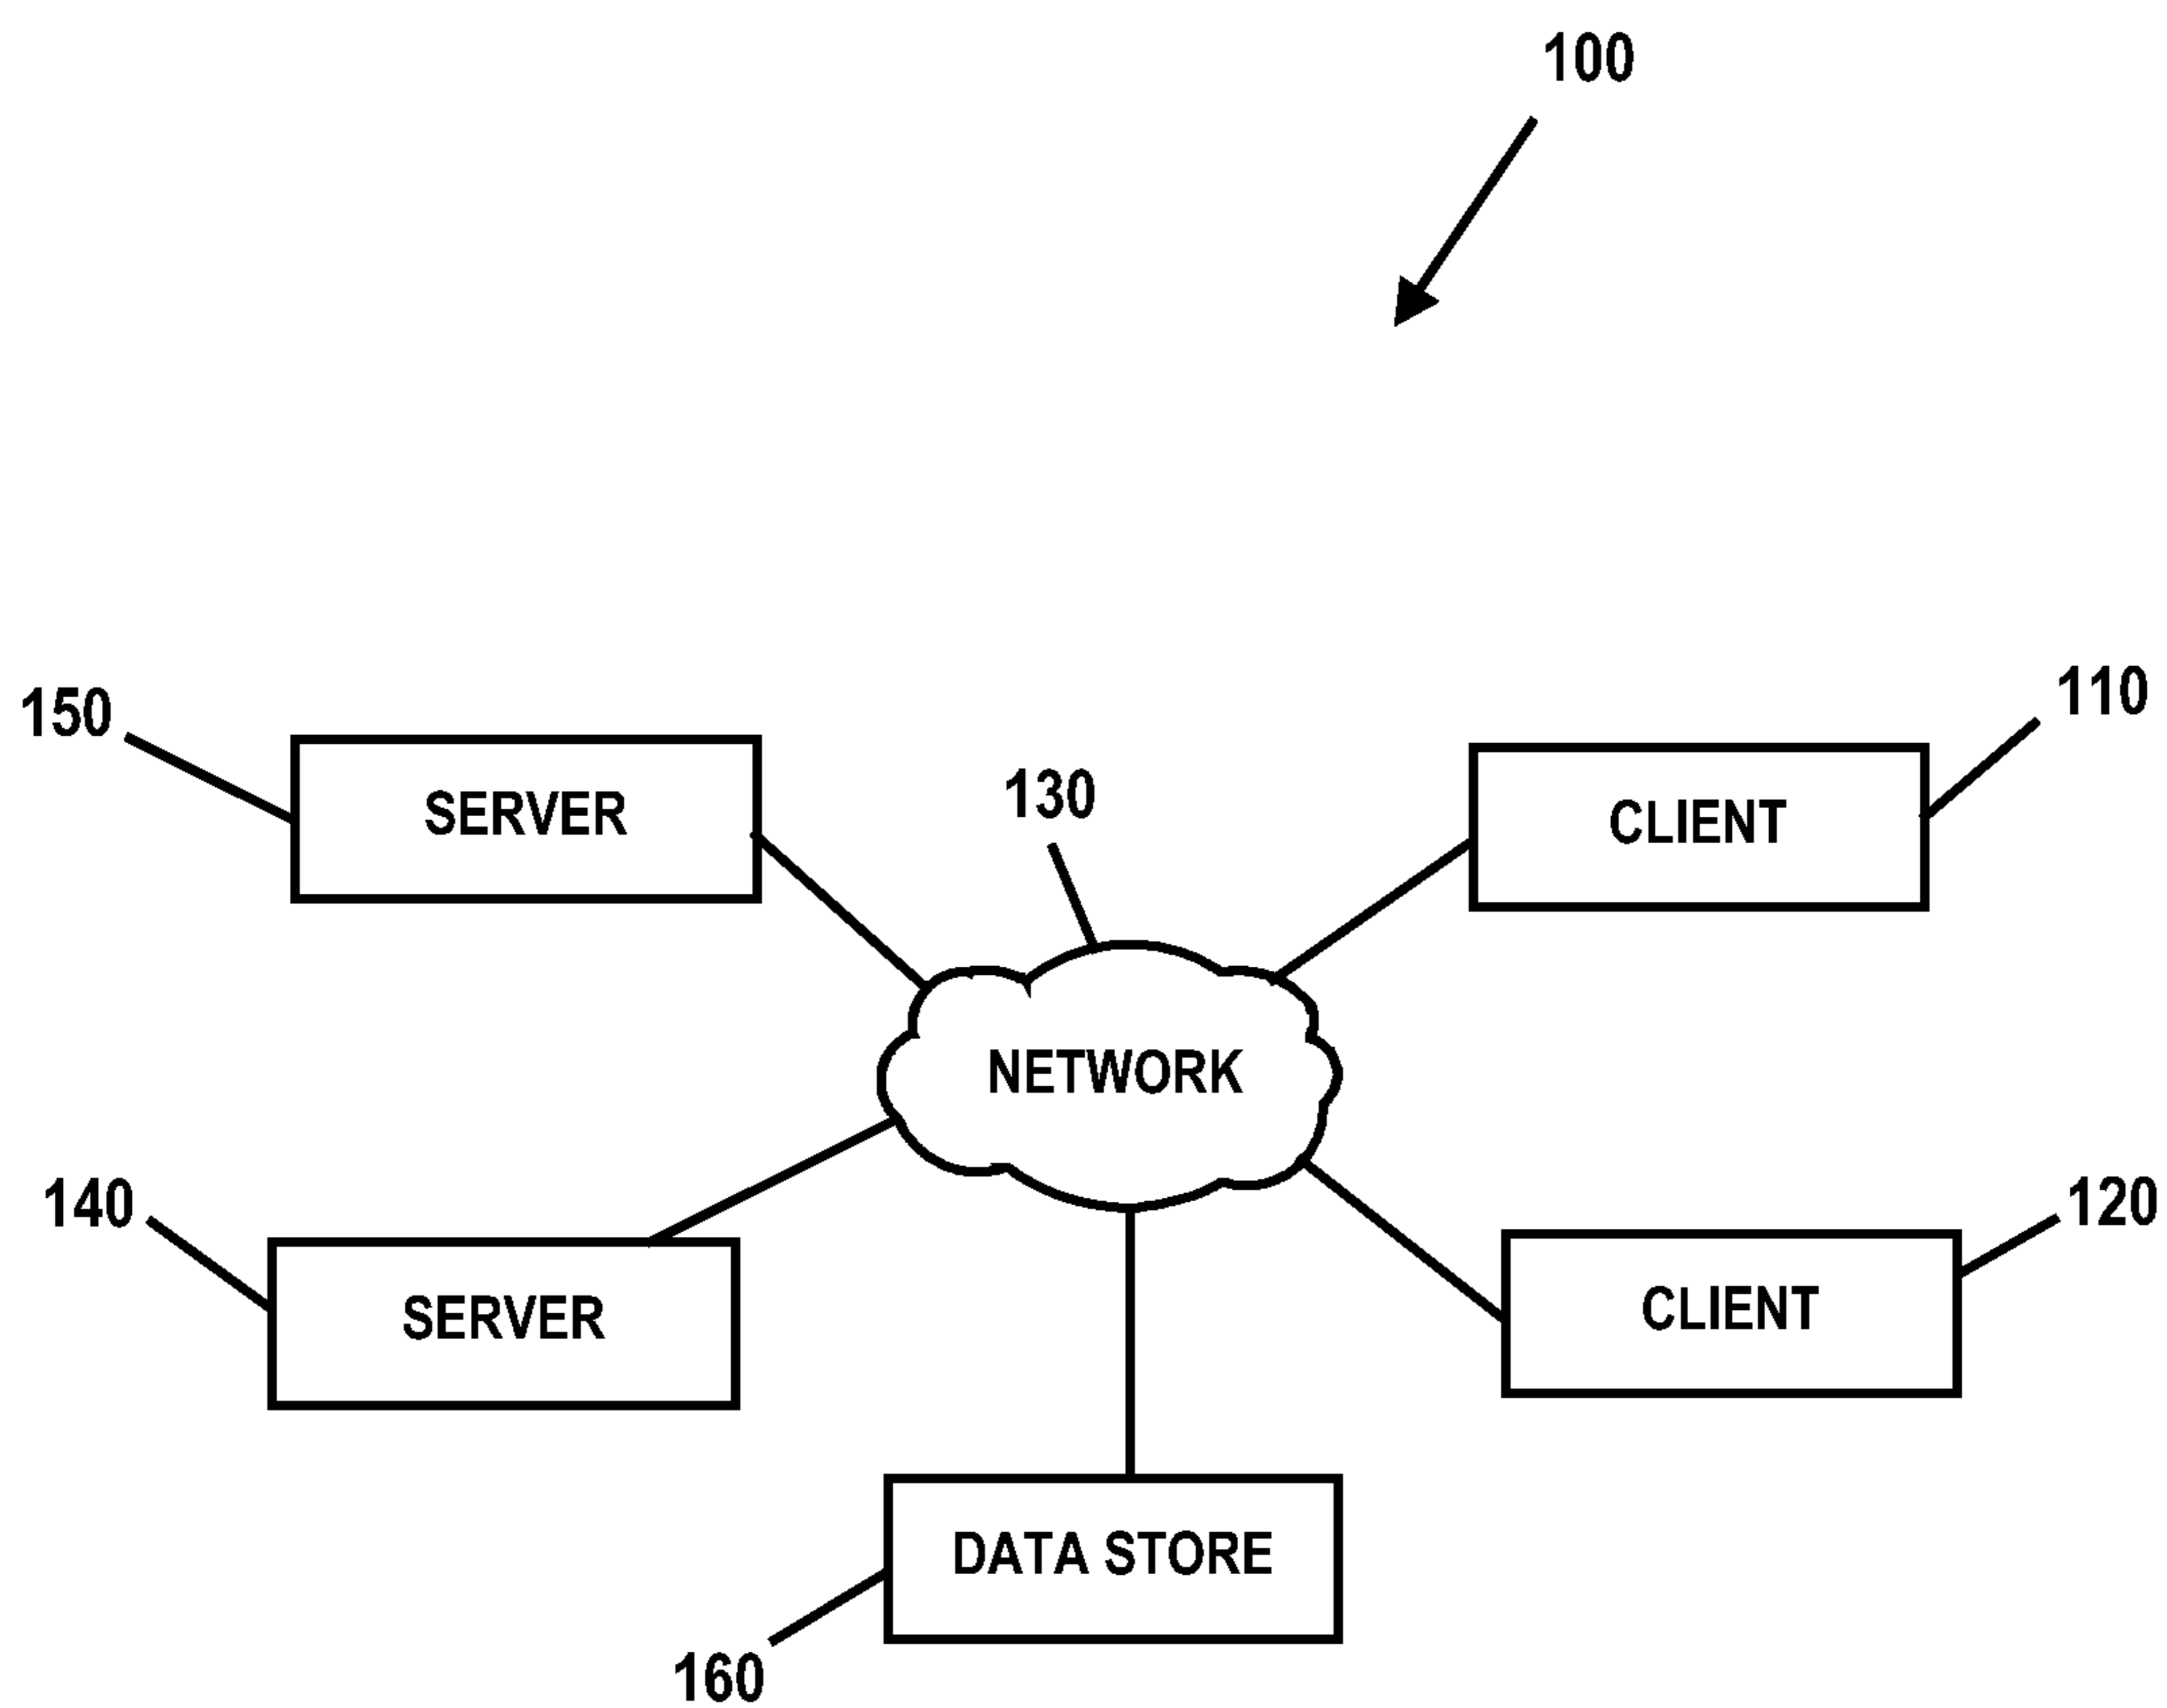 100
150
110
SERVER
130
CLIENT
NETWORK
140
120
SERVER
CLIENT
DATA STORE
160